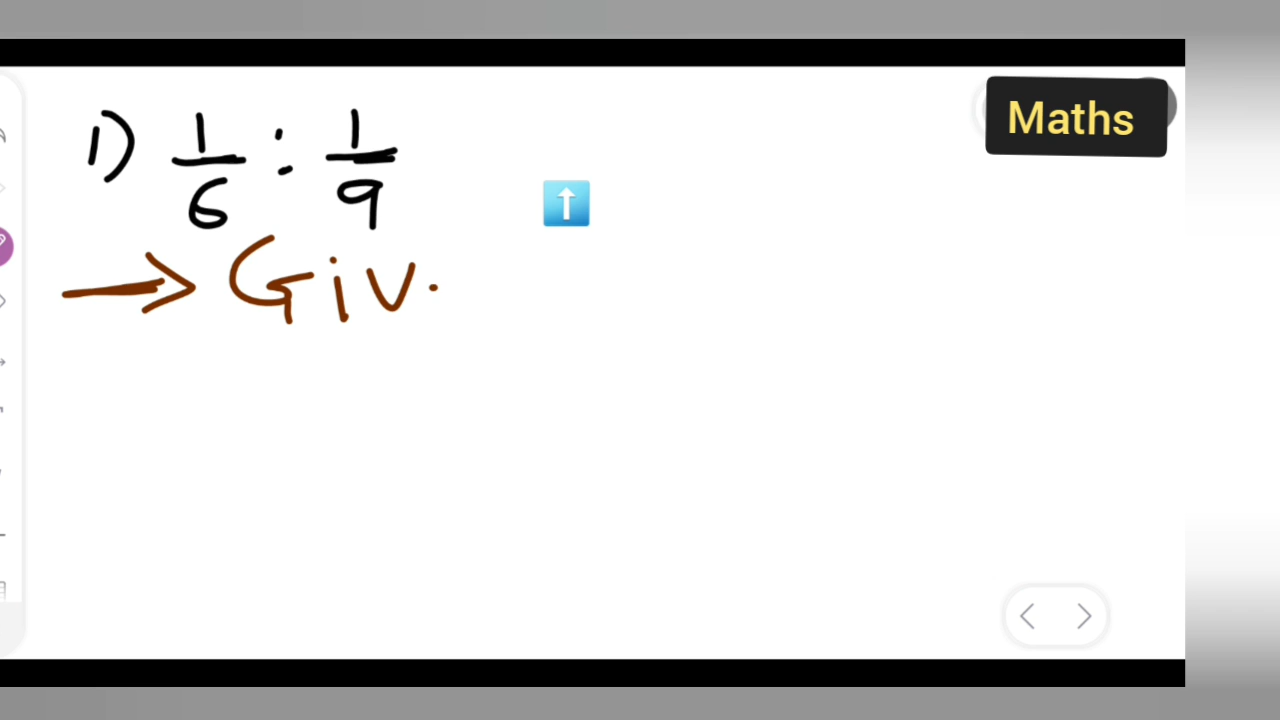 Maths
1) 1/6 : 1/9
→ Giv.